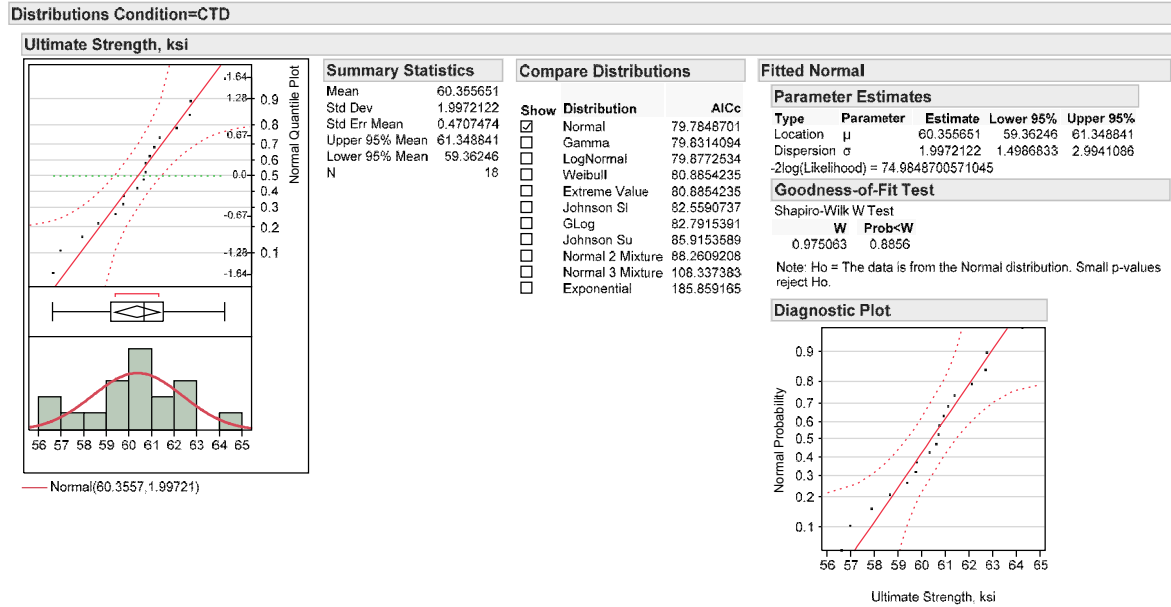 Distributions Condition=CTD
Ultimate Strength, ksi
1.64
1.28
0.67
0.0
-0.67
-1.28
-1.64
0.9
0.8
0.7
0.6
0.5
0.4
0.3
0.2
0.1
Normal Quantile Plot
56 57 58 59 60 61 62 63 64 65
Normal(60.3557,1.99721)
Summary Statistics
Mean 60.355651
Std Dev 1.9972122
Std Err Mean 0.4707474
Upper 95% Mean 61.348841
Lower 95% Mean 59.36246
N 18
Compare Distributions
Show Distribution AICc
Normal 79.7848701
Gamma 79.8314094
LogNormal 79.8772534
Weibull 80.8854235
Extreme Value 80.8854235
Johnson Sl 82.5590737
GLog 82.7915391
Johnson Su 85.9153589
Normal 2 Mixture 88.2609208
Normal 3 Mixture 108.337383
Exponential 185.859165
Fitted Normal
Parameter Estimates
Type Parameter Estimate Lower 95% Upper 95%
Location μ 60.355651 59.36246 61.348841
Dispersion σ 1.9972122 1.4986833 2.9941086
-2log(Likelihood) = 74.9848700571045
Goodness-of-Fit Test
Shapiro-Wilk W Test
W Prob<W
0.975063 0.8856
Note: Ho = The data is from the Normal distribution. Small p-values
reject Ho.
Diagnostic Plot
Normal Probability
0.9
0.8
0.7
0.6
0.5
0.4
0.3
0.2
0.1
56 57 58 59 60 61 62 63 64 65
Ultimate Strength, ksi